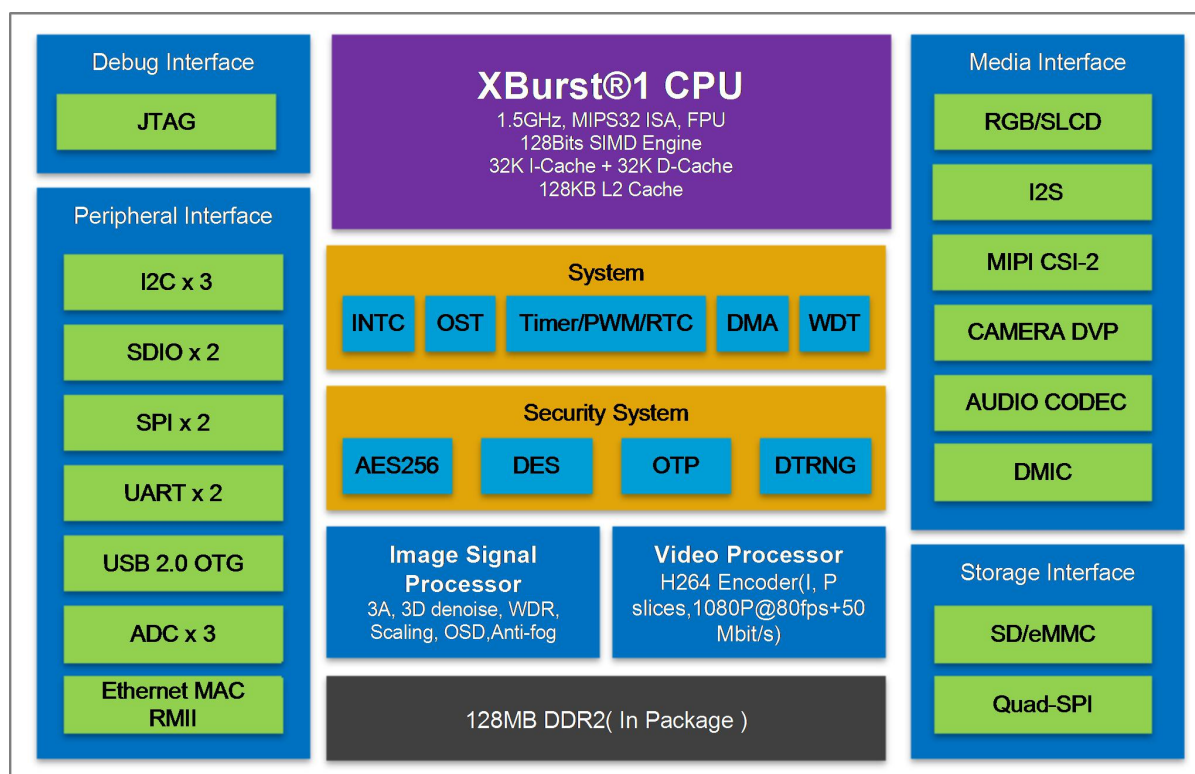 Debug Interface
JTAG
Peripheral Interface
I2C x 3
SDIO x 2
SPI x 2
UART x 2
USB 2.0 OTG
ADC x 3
Ethernet MAC
RMII
XBurst®1 CPU
1.5GHz, MIPS32 ISA, FPU
128Bits SIMD Engine
32K I-Cache + 32K D-Cache
128KB L2 Cache
System
INTC
OST
Timer/PWM/RTC
DMA
WDT
Security System
AES256
DES
OTP
DTRNG
Image Signal
Processor
3A, 3D denoise, WDR,
Scaling, OSD,Anti-fog
Video Processor
H264 Encoder(I, P
slices,1080P@80fps+50
Mbit/s)
128MB DDR2( In Package )
Media Interface
RGB/SLCD
I2S
MIPI CSI-2
CAMERA DVP
AUDIO CODEC
DMIC
Storage Interface
SD/eMMC
Quad-SPI